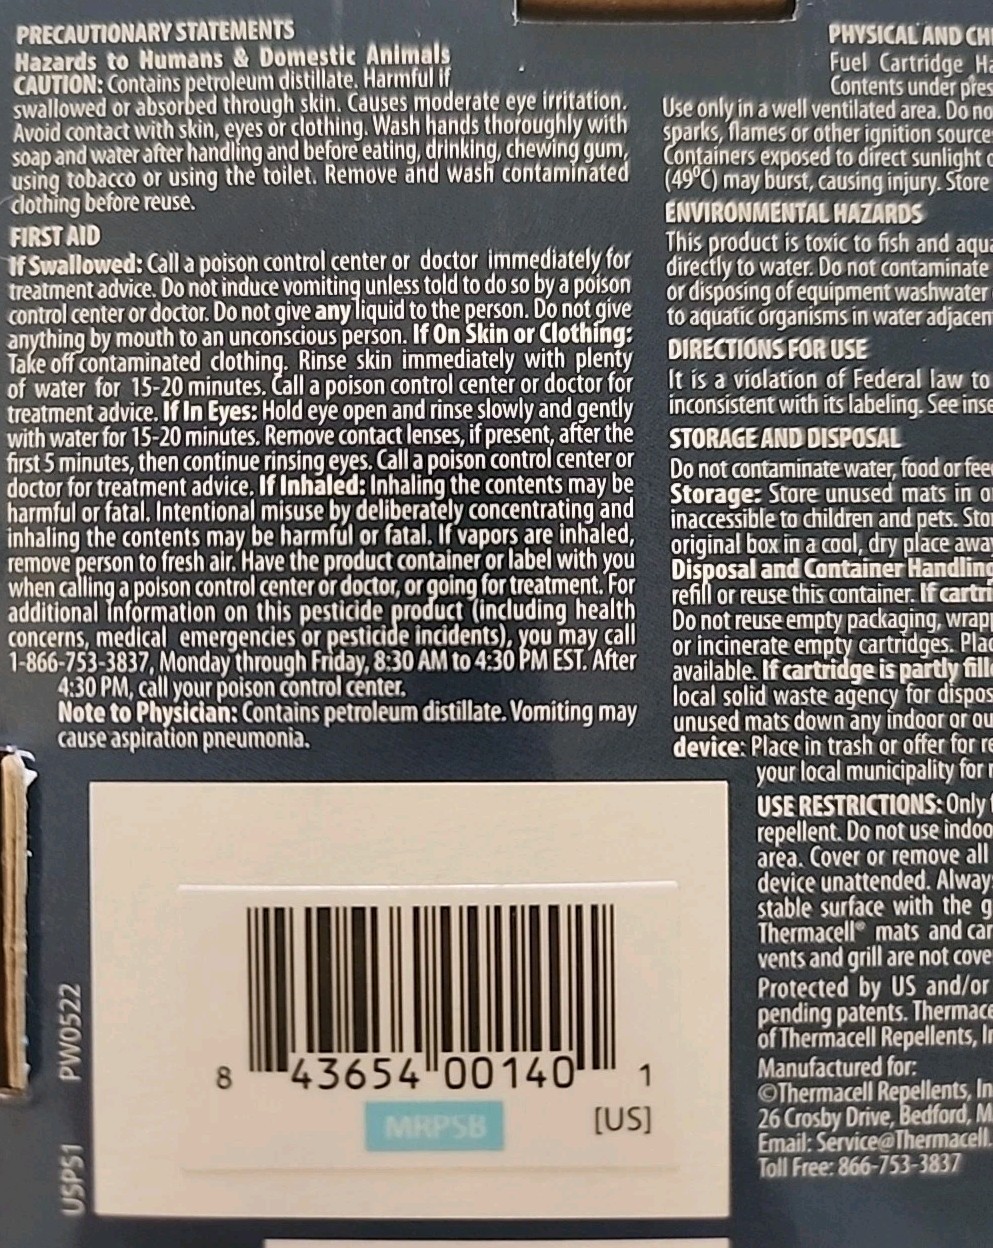 PRECAUTIONARY STATEMENTS
Hazards to Humans & Domestic Animals
CAUTION: Contains petroleum distillate. Harmful if
swallowed or absorbed through skin. Causes moderate eye irritation.
Avoid contact with skin, eyes or clothing. Wash hands thoroughly with
soap and water after handling and before eating, drinking, chewing gum,
using tobacco or using the toilet. Remove and wash contaminated
clothing before reuse.
FIRST AID
If Swallowed: Call a poison control center or doctor immediately for
treatment advice. Do not induce vomiting unless told to do so by a poison
control center or doctor. Do not give any liquid to the person. Do not give
anything by mouth to an unconscious person. If On Skin or Clothing:
Take off contaminated clothing. Rinse skin immediately with plenty
of water for 15-20 minutes. Call a poison control center or doctor for
treatment advice. If In Eyes: Hold eye open and rinse slowly and gently
with water for 15-20 minutes. Remove contact lenses, if present, after the
first 5 minutes, then continue rinsing eyes. Call a poison control center or
doctor for treatment advice. If Inhaled: Inhaling the contents may be
harmful or fatal. Intentional misuse by deliberately concentrating and
inhaling the contents may be harmful or fatal. If vapors are inhaled,
remove person to fresh air. Have the product container or label with you
when calling a poison control center or doctor, or going for treatment. For
additional information on this pesticide product (including health
concerns, medical emergencies or pesticide incidents), you may call
1-866-753-3837, Monday through Friday, 8:30 AM to 4:30 PM EST. After
4:30 PM, call your poison control center.
Note to Physician: Contains petroleum distillate. Vomiting may
cause aspiration pneumonia.
USPS1 PW0522
8 43654 00140 1
MRPSB
[US]
PHYSICAL AND CH
Fuel Cartridge Ha
Contents under pres
Use only in a well ventilated area. Do no
sparks, flames or other ignition source
Containers exposed to direct sunlight o
(49°C) may burst, causing injury. Store
ENVIRONMENTAL HAZARDS
This product is toxic to fish and aqua
directly to water. Do not contaminate
or disposing of equipment washwater
to aquatic organisms in water adjacen
DIRECTIONS FOR USE
It is a violation of Federal law to
inconsistent with its labeling. See inse
STORAGE AND DISPOSAL
Do not contaminate water, food or fee
Storage: Store unused mats in o
inaccessible to children and pets. Sto
original box in a cool, dry place away
Disposal and Container Handling
refill or reuse this container. If cartri
Do not reuse empty packaging, wrapp
or incinerate empty cartridges. Plac
available. If cartridge is partly fille
local solid waste agency for dispos
unused mats down any indoor or ou
device: Place in trash or offer for re
your local municipality for
USE RESTRICTIONS: Only
repellent. Do not use indoo
area. Cover or remove all
device unattended. Alway
stable surface with the g
Thermacell® mats and car
vents and grill are not cove
Protected by US and/or
pending patents. Thermace
of Thermacell Repellents, In
Manufactured for:
©Thermacell Repellents, In
26 Crosby Drive, Bedford, M
Email: Service@Thermacell.
Toll Free: 866-753-3837